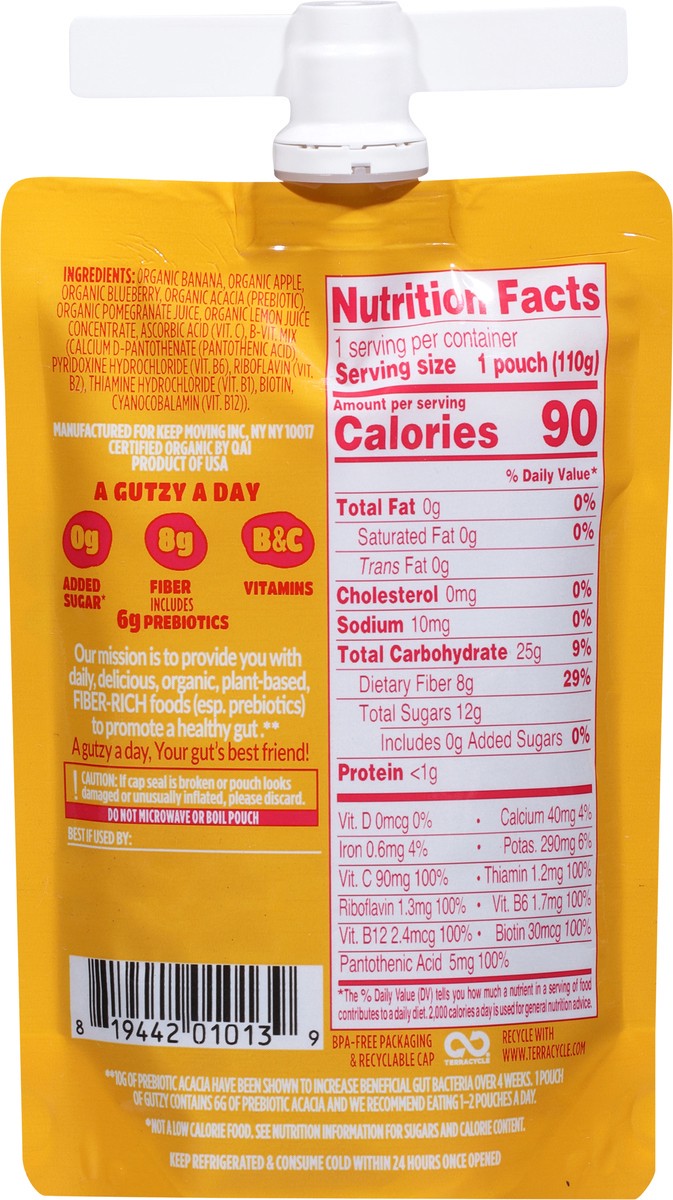 INGREDIENTS: ORGANIC BANANA, ORGANIC APPLE,
ORGANIC BLUEBERRY, ORGANIC ACACIA (PREBIOTIC),
ORGANIC POMEGRANATE JUICE, ORGANIC LEMON JUICE
CONCENTRATE, ASCORBIC ACID (VIT. C), B-VIT. MIX
(CALCIUM D-PANTOTHENATE (PANTOTHENIC ACID),
PYRIDOXINE HYDROCHLORIDE (VIT. B6), RIBOFLAVIN (VIT.
B2), THIAMINE HYDROCHLORIDE (VIT. B1), BIOTIN,
CYANOCOBALAMIN (VIT. B12)).
MANUFACTURED FOR KEEP MOVING INC, NY NY 10017
CERTIFIED ORGANIC BY QAI
PRODUCT OF USA
A GUTZY A DAY
0g 8g B&C
ADDED
SUGAR*
FIBER
INCLUDES
6g PREBIOTICS
VITAMINS
Our mission is to provide you with
daily, delicious, organic, plant-based,
FIBER-RICH foods (esp. prebiotics)
to promote a healthy gut.**
A gutzy a day, Your gut's best friend!
! CAUTION: If cap seal is broken or pouch looks
damaged or unusually inflated, please discard.
DO NOT MICROWAVE OR BOIL POUCH
BEST IF USED BY:
8 19442 01013 9
Nutrition Facts
1 serving per container
Serving size 1 pouch (110g)
Amount per serving
Calories 90
% Daily Value*
Total Fat 0g 0%
Saturated Fat 0g 0%
Trans Fat 0g
Cholesterol 0mg 0%
Sodium 10mg 0%
Total Carbohydrate 25g 9%
Dietary Fiber 8g 29%
Total Sugars 12g
Includes 0g Added Sugars 0%
Protein <1g
Vit. D 0mcg 0% • Calcium 40mg 4%
Iron 0.6mg 4% • Potas. 290mg 6%
Vit. C 90mg 100% • Thiamin 1.2mg 100%
Riboflavin 1.3mg 100% • Vit. B6 1.7mg 100%
Vit. B12 2.4mcg 100% • Biotin 30mcg 100%
Pantothenic Acid 5mg 100%
*The % Daily Value (DV) tells you how much a nutrient in a serving of food
contributes to a daily diet. 2,000 calories a day is used for general nutrition advice.
BPA-FREE PACKAGING
& RECYCLABLE CAP
TERRACYCLE
RECYCLE WITH
WWW.TERRACYCLE.COM
**10G OF PREBIOTIC ACACIA HAVE BEEN SHOWN TO INCREASE BENEFICIAL GUT BACTERIA OVER 4 WEEKS. 1 POUCH
OF GUTZY CONTAINS 6G OF PREBIOTIC ACACIA AND WE RECOMMEND EATING 1-2 POUCHES A DAY.
*NOT A LOW CALORIE FOOD. SEE NUTRITION INFORMATION FOR SUGARS AND CALORIE CONTENT.
KEEP REFRIGERATED & CONSUME COLD WITHIN 24 HOURS ONCE OPENED